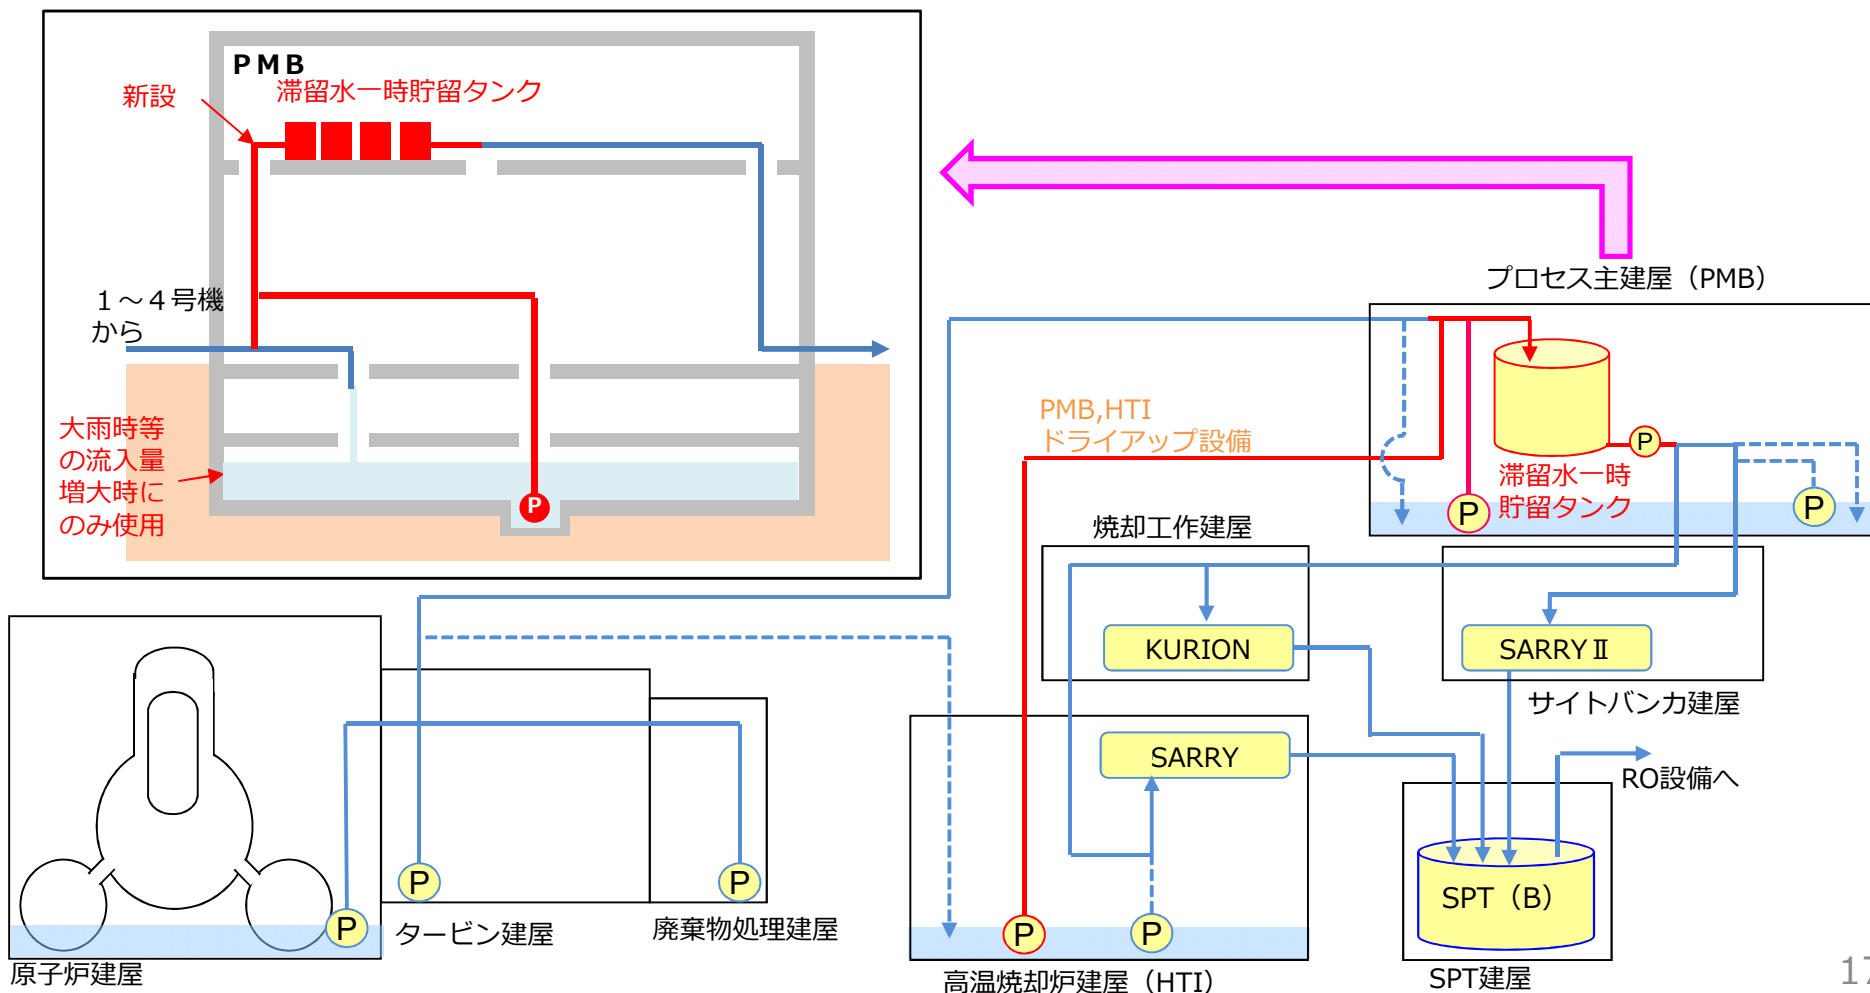 PMB
新設
滞留水一時貯留タンク
1～4号機
から
大雨時等
の流入量
増大時に
のみ使用
P
プロセス主建屋（PMB）
PMB,HTI
ドライアップ設備
P
滞留水一時
貯留タンク
P
P
焼却工作建屋
KURION
SARRYⅡ
サイトバンカ建屋
SARRY
RO設備へ
P
P
P
SPT（B）
タービン建屋
廃棄物処理建屋
P
P
原子炉建屋
高温焼却炉建屋（HTI）
SPT建屋
17